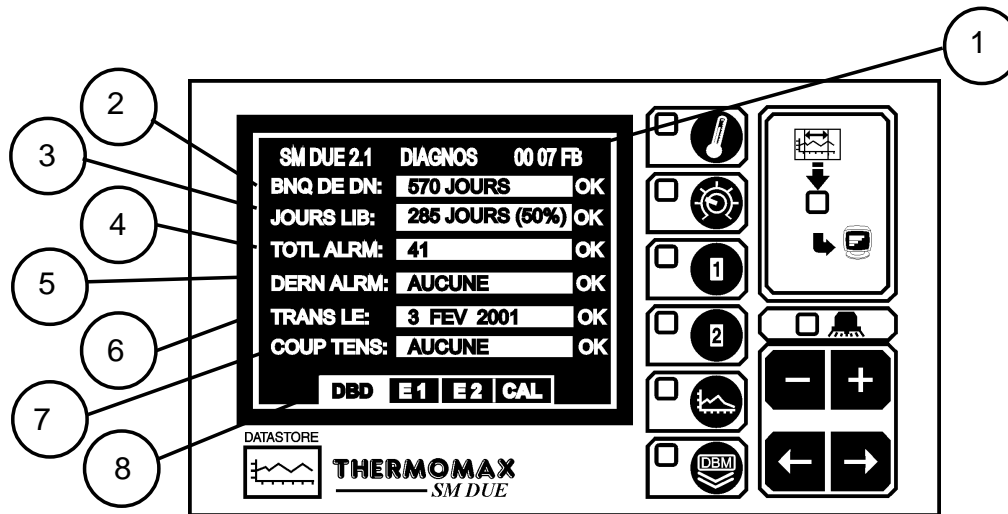 1
2
3
4
5
6
7
8
SM DUE 2.1 DIAGNOS 00 07 FB
BNQ DE DN: 570 JOURS OK
JOURS LIB: 285 JOURS (50%) OK
TOTL ALRM: 41 OK
DERN ALRM: AUCUNE OK
TRANS LE: 3 FEV 2001 OK
COUP TENS: AUCUNE OK
DBD E 1 E 2 CAL
DATASTORE
THERMOMAX
SM DUE
1
2
DBM
− +
← →